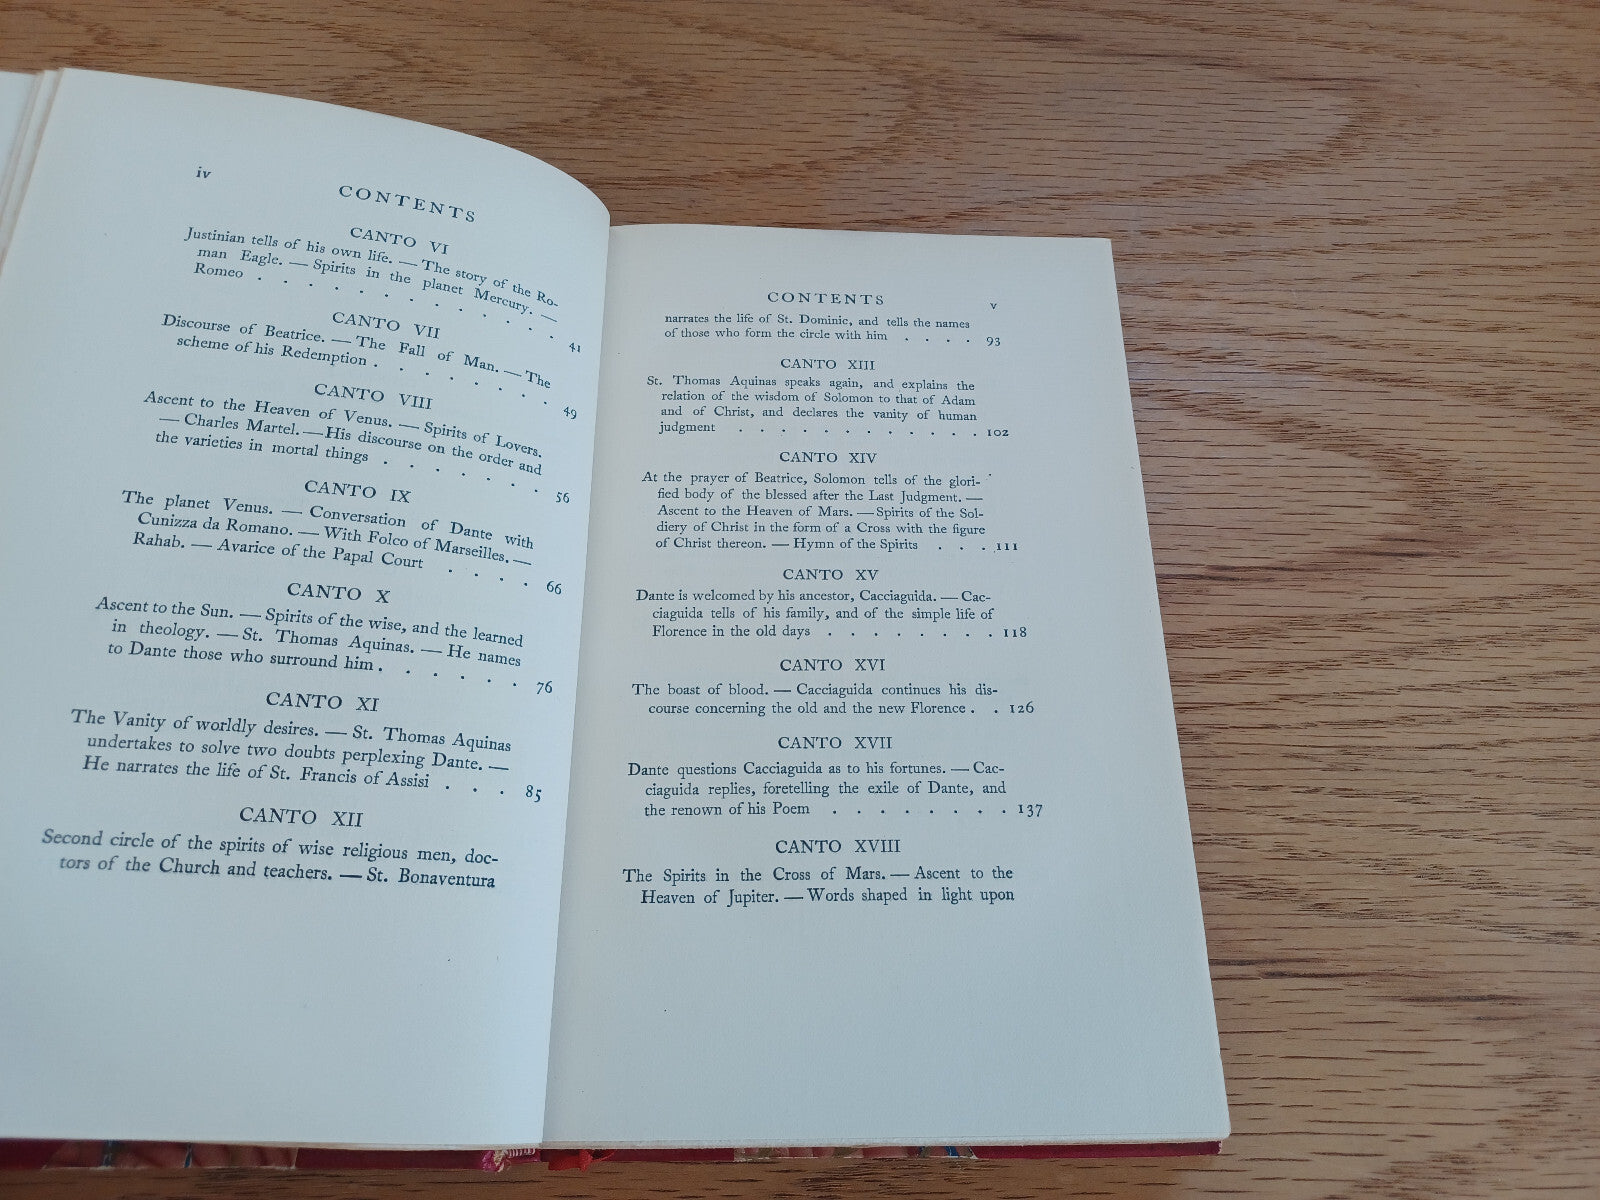 iv
CONTENTS
CANTO VI
Justinian tells of his own life. — The story of the Ro-
man Eagle. — Spirits in the planet Mercury. —
Romeo . . . . . . . . . . 41
CANTO VII
Discourse of Beatrice. — The Fall of Man. — The
scheme of his Redemption . . . . . . . . 49
CANTO VIII
Ascent to the Heaven of Venus. — Spirits of Lovers.
— Charles Martel. — His discourse on the order and
the varieties in mortal things . . . . . . . 56
CANTO IX
The planet Venus. — Conversation of Dante with
Cunizza da Romano. — With Folco of Marseilles. —
Rahab. — Avarice of the Papal Court . . . . 66
CANTO X
Ascent to the Sun. — Spirits of the wise, and the learned
in theology. — St. Thomas Aquinas. — He names
to Dante those who surround him . . . . . . 76
CANTO XI
The Vanity of worldly desires. — St. Thomas Aquinas
undertakes to solve two doubts perplexing Dante. —
He narrates the life of St. Francis of Assisi . . . 85
CANTO XII
Second circle of the spirits of wise religious men, doc-
tors of the Church and teachers. — St. Bonaventura
CONTENTS v
narrates the life of St. Dominic, and tells the names
of those who form the circle with him . . . . 93
CANTO XIII
St. Thomas Aquinas speaks again, and explains the
relation of the wisdom of Solomon to that of Adam
and of Christ, and declares the vanity of human
judgment . . . . . . . . . . . . 102
CANTO XIV
At the prayer of Beatrice, Solomon tells of the glori-
fied body of the blessed after the Last Judgment. —
Ascent to the Heaven of Mars. — Spirits of the Sol-
diery of Christ in the form of a Cross with the figure
of Christ thereon. — Hymn of the Spirits . . . 111
CANTO XV
Dante is welcomed by his ancestor, Cacciaguida. — Cac-
ciaguida tells of his family, and of the simple life of
Florence in the old days . . . . . . . . 118
CANTO XVI
The boast of blood. — Cacciaguida continues his dis-
course concerning the old and the new Florence . . 126
CANTO XVII
Dante questions Cacciaguida as to his fortunes. — Cac-
ciaguida replies, foretelling the exile of Dante, and
the renown of his Poem . . . . . . . . 137
CANTO XVIII
The Spirits in the Cross of Mars. — Ascent to the
Heaven of Jupiter. — Words shaped in light upon